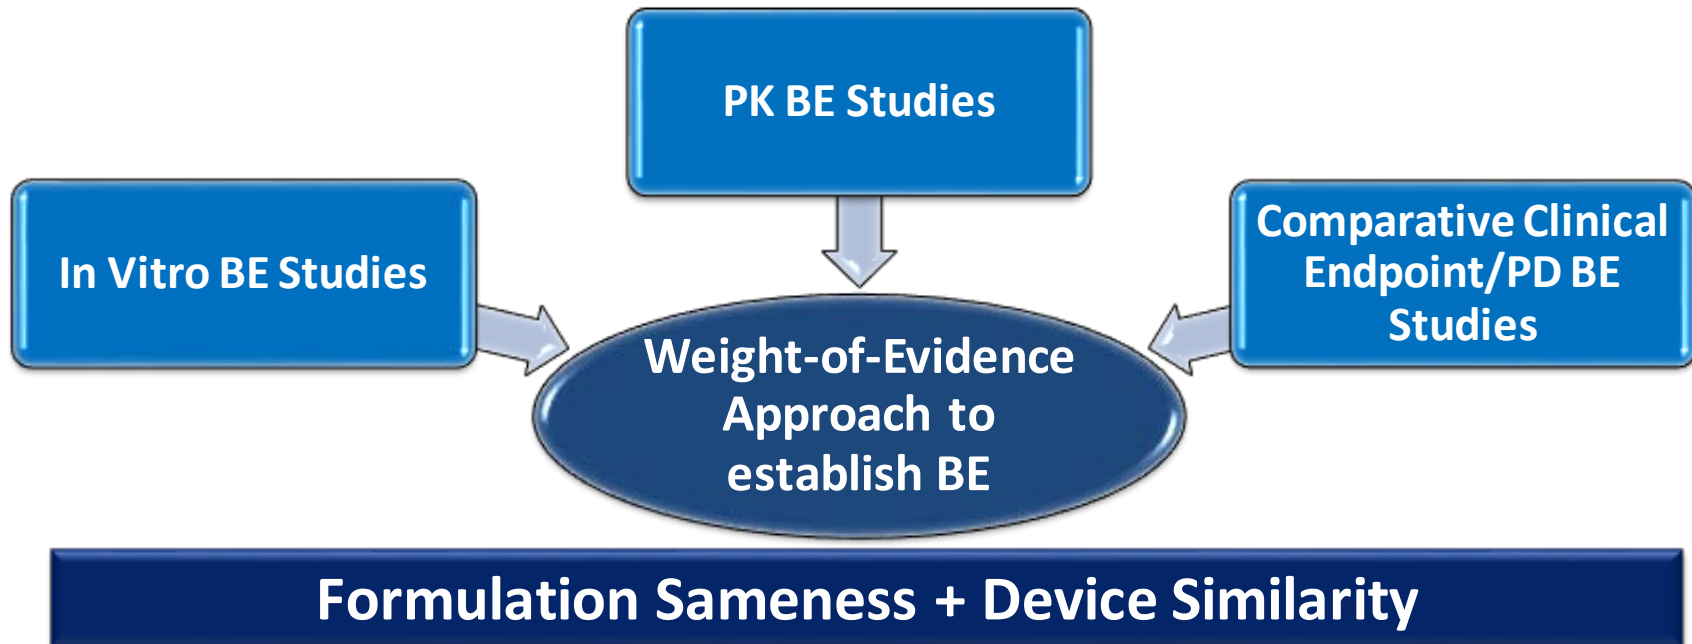 PK BE Studies
In Vitro BE Studies
Comparative Clinical
Endpoint/PD BE
Studies
Weight-of-Evidence
Approach to
establish BE
Formulation Sameness + Device Similarity